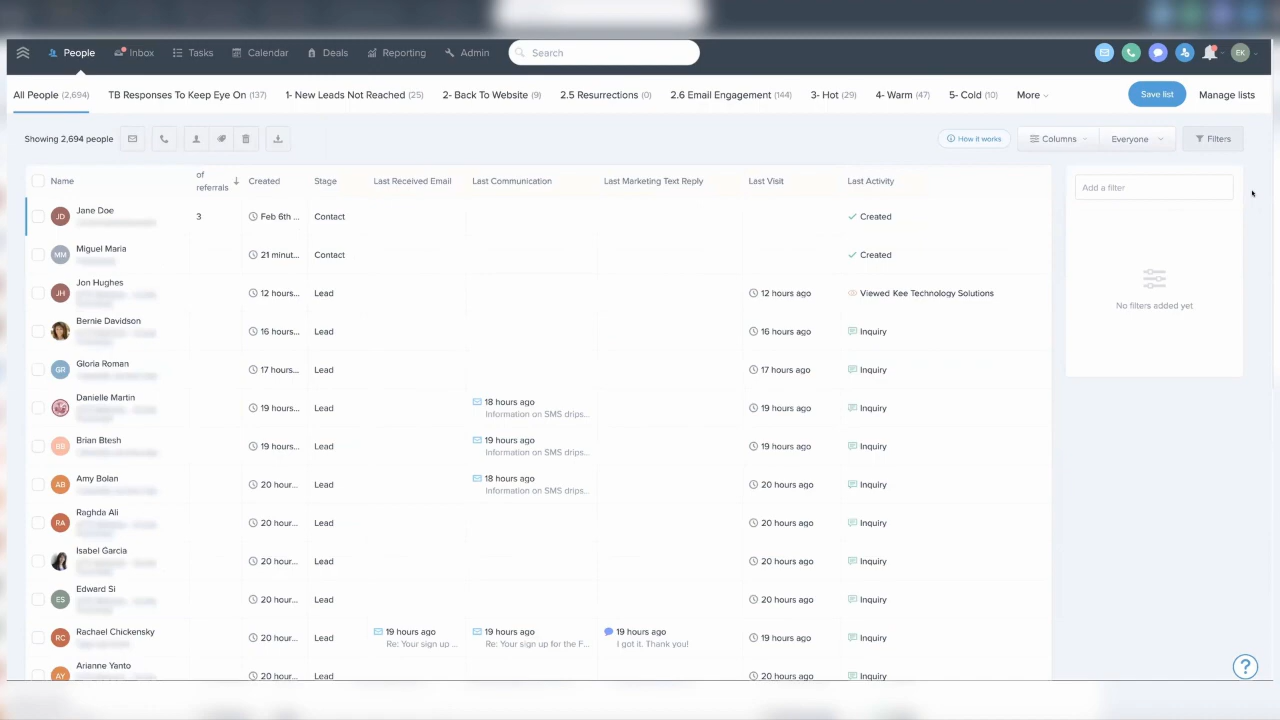 People Inbox Tasks Calendar Deals Reporting Admin Search EK
All People (2,694) TB Responses To Keep Eye On (137) 1- New Leads Not Reached (25) 2- Back To Website (9) 2.5 Resurrections (0) 2.6 Email Engagement (144) 3- Hot (29) 4- Warm (47) 5- Cold (10) More Save list Manage lists
Showing 2,694 people How it works Columns Everyone Filters
Name of referrals Created Stage Last Received Email Last Communication Last Marketing Text Reply Last Visit Last Activity
Add a filter
JD Jane Doe 3 Feb 6th ... Contact Created
MM Miguel Maria 21 minut... Contact Created
JH Jon Hughes 12 hours... Lead 12 hours ago Viewed Kee Technology Solutions
No filters added yet
Bernie Davidson 16 hours... Lead 16 hours ago Inquiry
GR Gloria Roman 17 hours... Lead 17 hours ago Inquiry
Danielle Martin 19 hours... Lead 18 hours ago 19 hours ago Inquiry
Information on SMS drips...
BB Brian Btesh 19 hours... Lead 19 hours ago 19 hours ago Inquiry
Information on SMS drips...
AB Amy Bolan 20 hour... Lead 18 hours ago 20 hours ago Inquiry
Information on SMS drips...
RA Raghda Ali 20 hour... Lead 20 hours ago Inquiry
Isabel Garcia 20 hour... Lead 20 hours ago Inquiry
ES Edward Si 20 hour... Lead 20 hours ago Inquiry
RC Rachael Chickensky 20 hour... Lead 19 hours ago 19 hours ago 19 hours ago 19 hours ago Inquiry
Re: Your sign up ... Re: Your sign up for the F... I got it. Thank you!
AY Arianne Yanto 20 hour... Lead 20 hours ago Inquiry
?